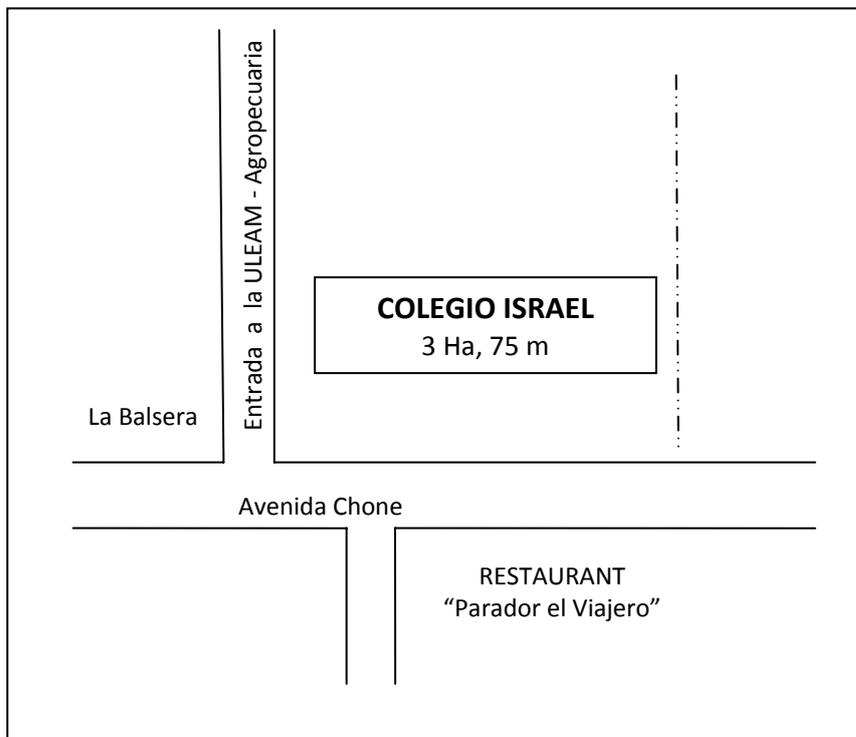 Entrada a la ULEAM - Agropecuaria
COLEGIO ISRAEL
3 Ha, 75 m
La Balsera
Avenida Chone
RESTAURANT
“Parador el Viajero”